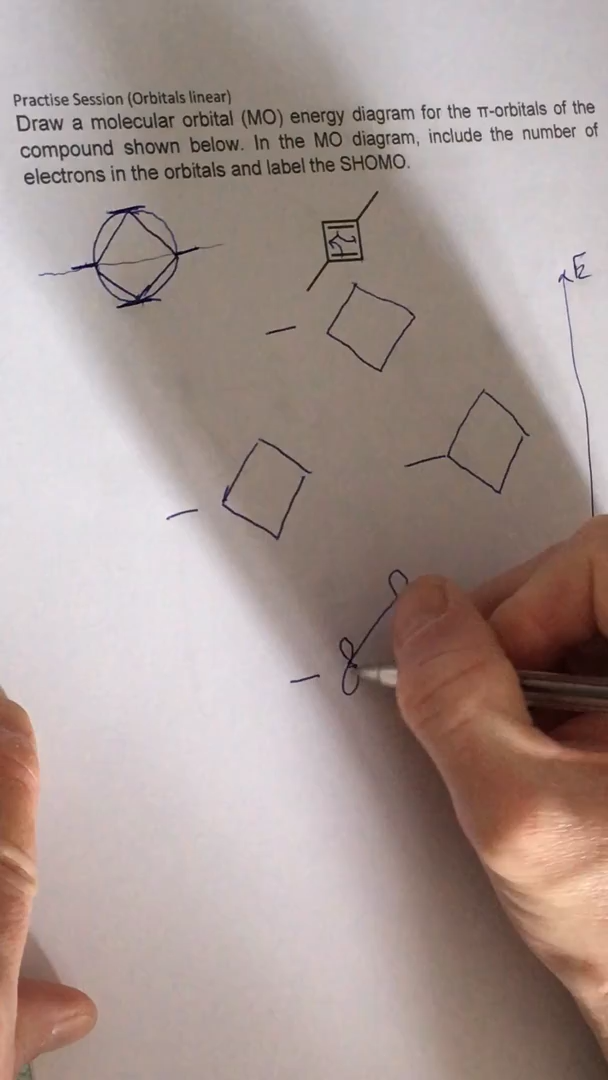 Practise Session (Orbitals linear)
Draw a molecular orbital (MO) energy diagram for the π-orbitals of the
compound shown below. In the MO diagram, include the number of
electrons in the orbitals and label the SHOMO.
E